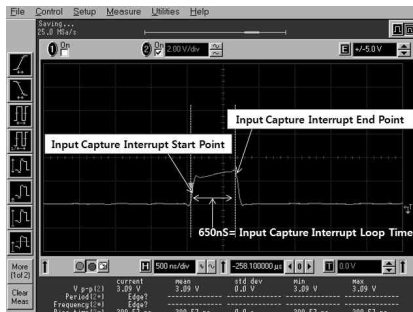 File Control Setup Measure Utilities Help
Saving...
25.0 MSa/s
1 On 2 On 2.00 V/div E +/-5.0 V
Input Capture Interrupt End Point
Input Capture Interrupt Start Point
650nS= Input Capture Interrupt Loop Time
More
(1of 2)
H 500 ns/div -258.100000 µs 0 T 0.0 V
Clear
Meas
current mean std dev min max
V p-p(2) 3.09 V 3.09 V 0.0 V 3.09 V 3.09 V
Period(2) Edge?
Frequency(2) Edge?